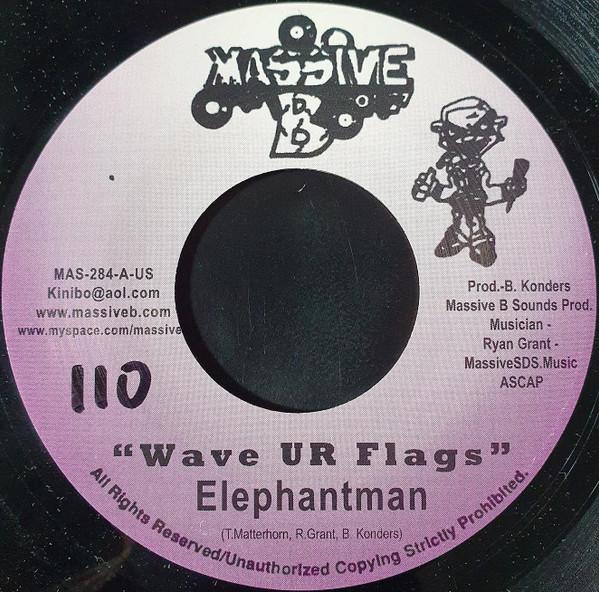 MASSIVE
B
MAS-284-A-US
Kinibo@aol.com
www.massiveb.com
www.myspace.com/massive
110
Prod.-B. Konders
Massive B Sounds Prod.
Musician -
Ryan Grant -
MassiveSDS.Music
ASCAP
"Wave UR Flags"
Elephantman
(T.Matterhorn, R.Grant, B. Konders)
All Rights Reserved/Unauthorized Copying Strictly Prohibited.